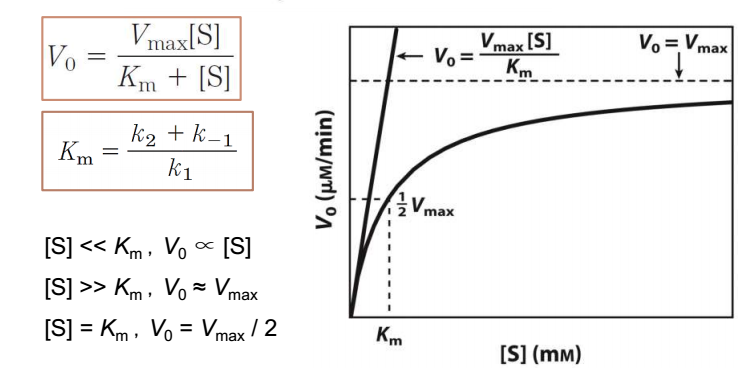 V₀ = Vmax[S] / (Km + [S])
Km = (k₂ + k₋₁) / k₁
[S] << Km , V₀ ∝ [S]
[S] >> Km , V₀ ≈ Vmax
[S] = Km , V₀ = Vmax / 2
V₀ = Vmax [S] / Km
V₀ = Vmax
V₀ (μM/min)
½ Vmax
Km
[S] (mM)